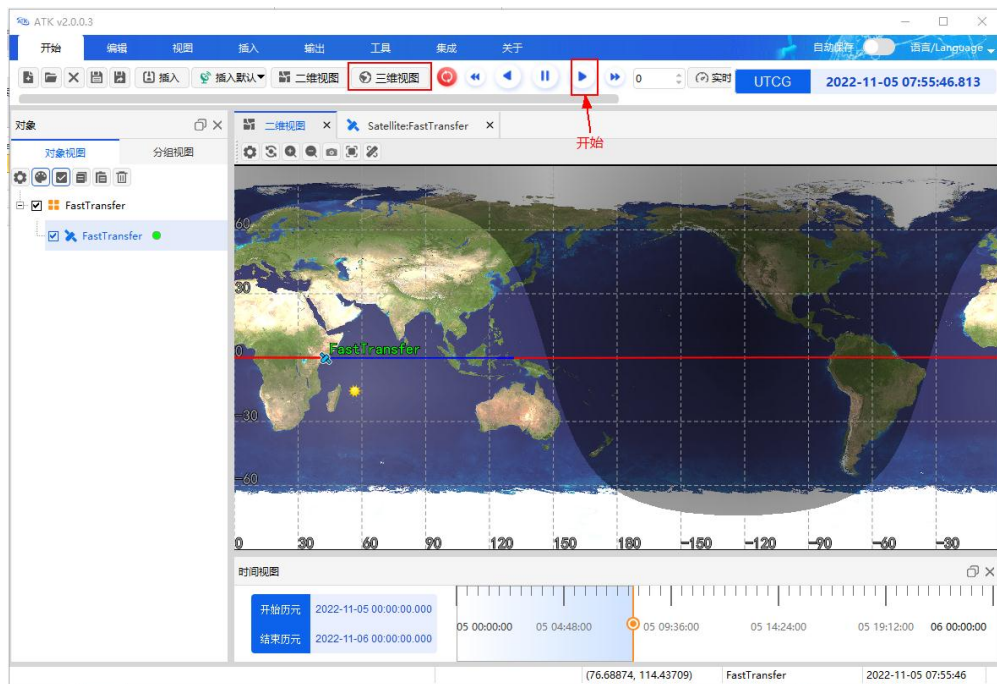 ATK v2.0.0.3
开始 编辑 视图 插入 输出 工具 集成 关于 自动保存 语言/Language
插入 插入默认 二维视图 三维视图 0 实时 UTCG 2022-11-05 07:55:46.813
开始
对象 二维视图 Satellite:FastTransfer
对象视图 分组视图
FastTransfer
FastTransfer
60
30
0
FastTransfer
-30
-60
0 30 60 90 120 150 180 -150 -120 -90 -60 -30
时间视图
开始历元 2022-11-05 00:00:00.000
05 00:00:00 05 04:48:00 05 09:36:00 05 14:24:00 05 19:12:00 06 00:00:00
结束历元 2022-11-06 00:00:00.000
(76.68874, 114.43709) FastTransfer 2022-11-05 07:55:46